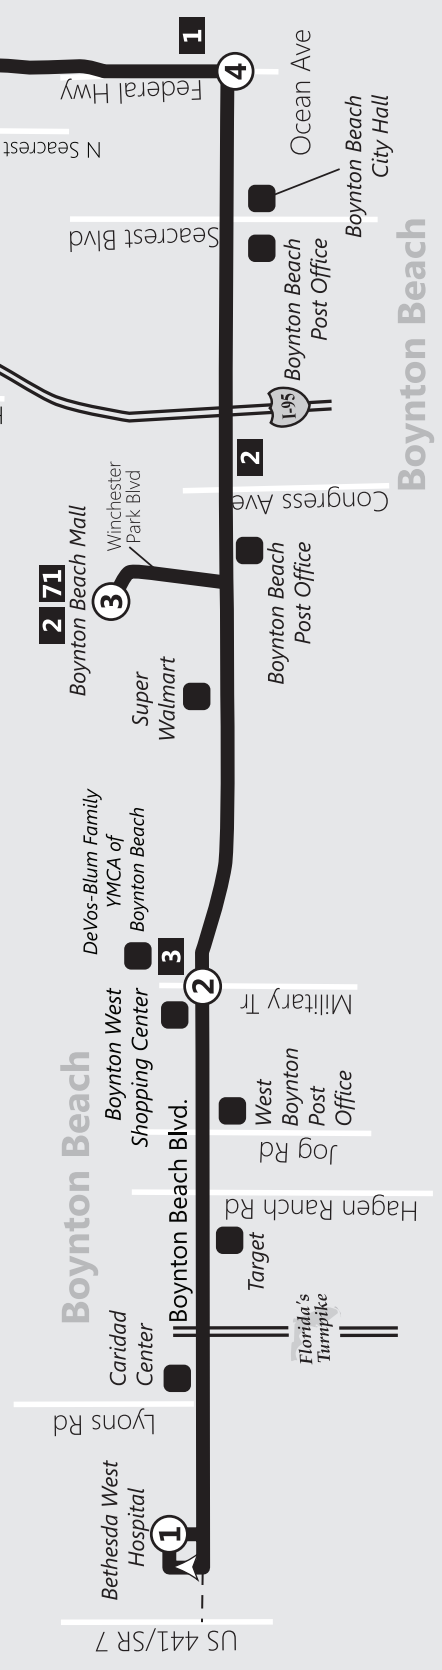 1
4
Federal Hwy
Ocean Ave
N Seacrest
Boynton Beach
City Hall
Seacrest Blvd
Boynton Beach
Post Office
Boynton Beach
I-95
2
Congress Ave
Winchester
Park Blvd
2 71
Boynton Beach Mall
3
Boynton Beach
Post Office
Super
Walmart
DeVos-Blum Family
YMCA of
Boynton Beach
3
2
Military Tr
Boynton West
Shopping Center
West
Boynton
Post
Office
Jog Rd
Boynton Beach
Boynton Beach Blvd.
Hagen Ranch Rd
Target
Florida's
Turnpike
Caridad
Center
Lyons Rd
Bethesda West
Hospital
1
US 441/SR 7